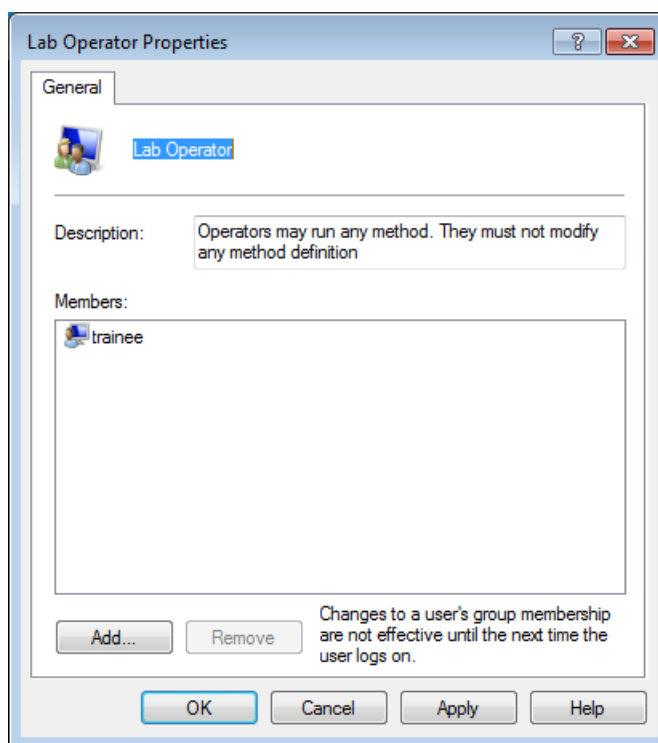 Lab Operator Properties
General
Lab Operator
Description:
Operators may run any method. They must not modify
any method definition
Members:
trainee
Add...
Remove
Changes to a user's group membership
are not effective until the next time the
user logs on.
OK
Cancel
Apply
Help